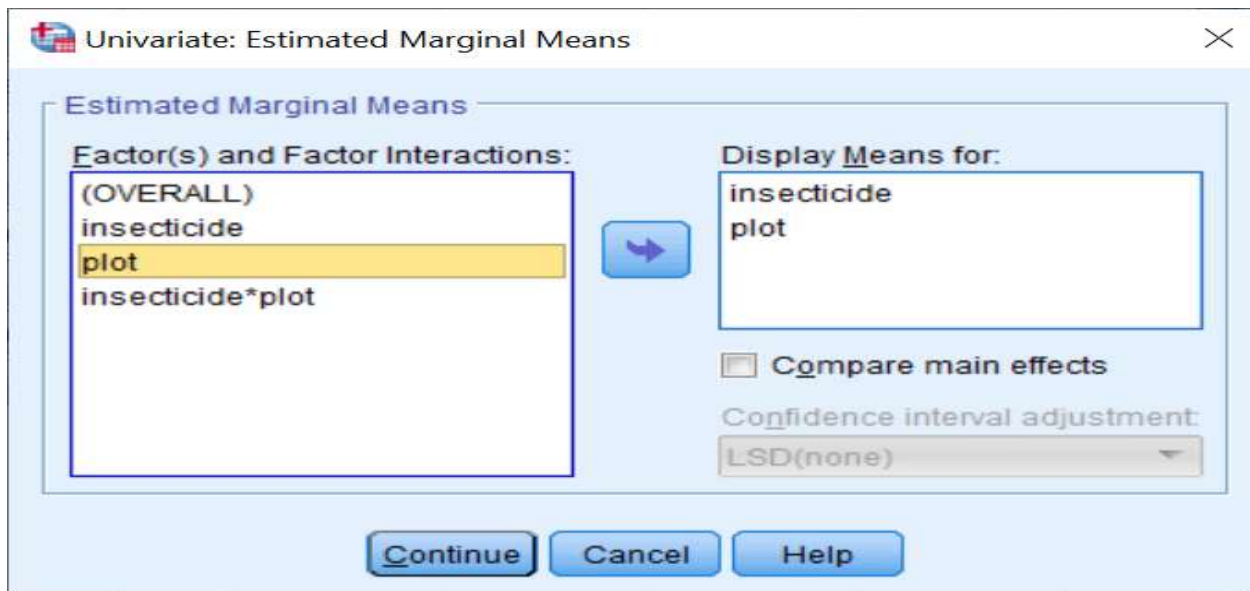 Univariate: Estimated Marginal Means
Estimated Marginal Means
Factor(s) and Factor Interactions:
(OVERALL)
insecticide
plot
insecticide*plot
Display Means for:
insecticide
plot
Compare main effects
Confidence interval adjustment:
LSD(none)
Continue
Cancel
Help